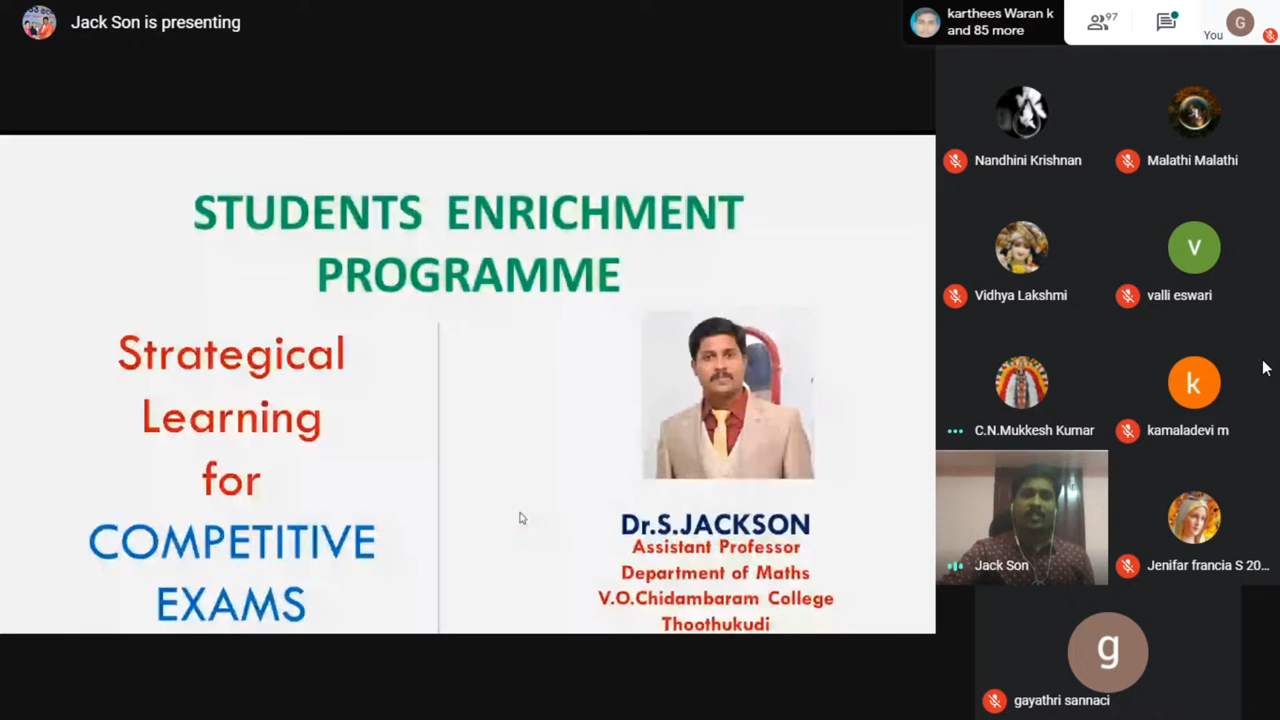 Jack Son is presenting
karthees Waran k
and 85 more
97
You
G
STUDENTS ENRICHMENT
PROGRAMME
Strategical
Learning
for
COMPETITIVE
EXAMS
Dr.S.JACKSON
Assistant Professor
Department of Maths
V.O.Chidambaram College
Thoothukudi
Nandhini Krishnan
Malathi Malathi
Vidhya Lakshmi
v
valli eswari
C.N.Mukkesh Kumar
k
kamaladevi m
Jack Son
Jenifar francia S 20...
g
gayathri sannaci